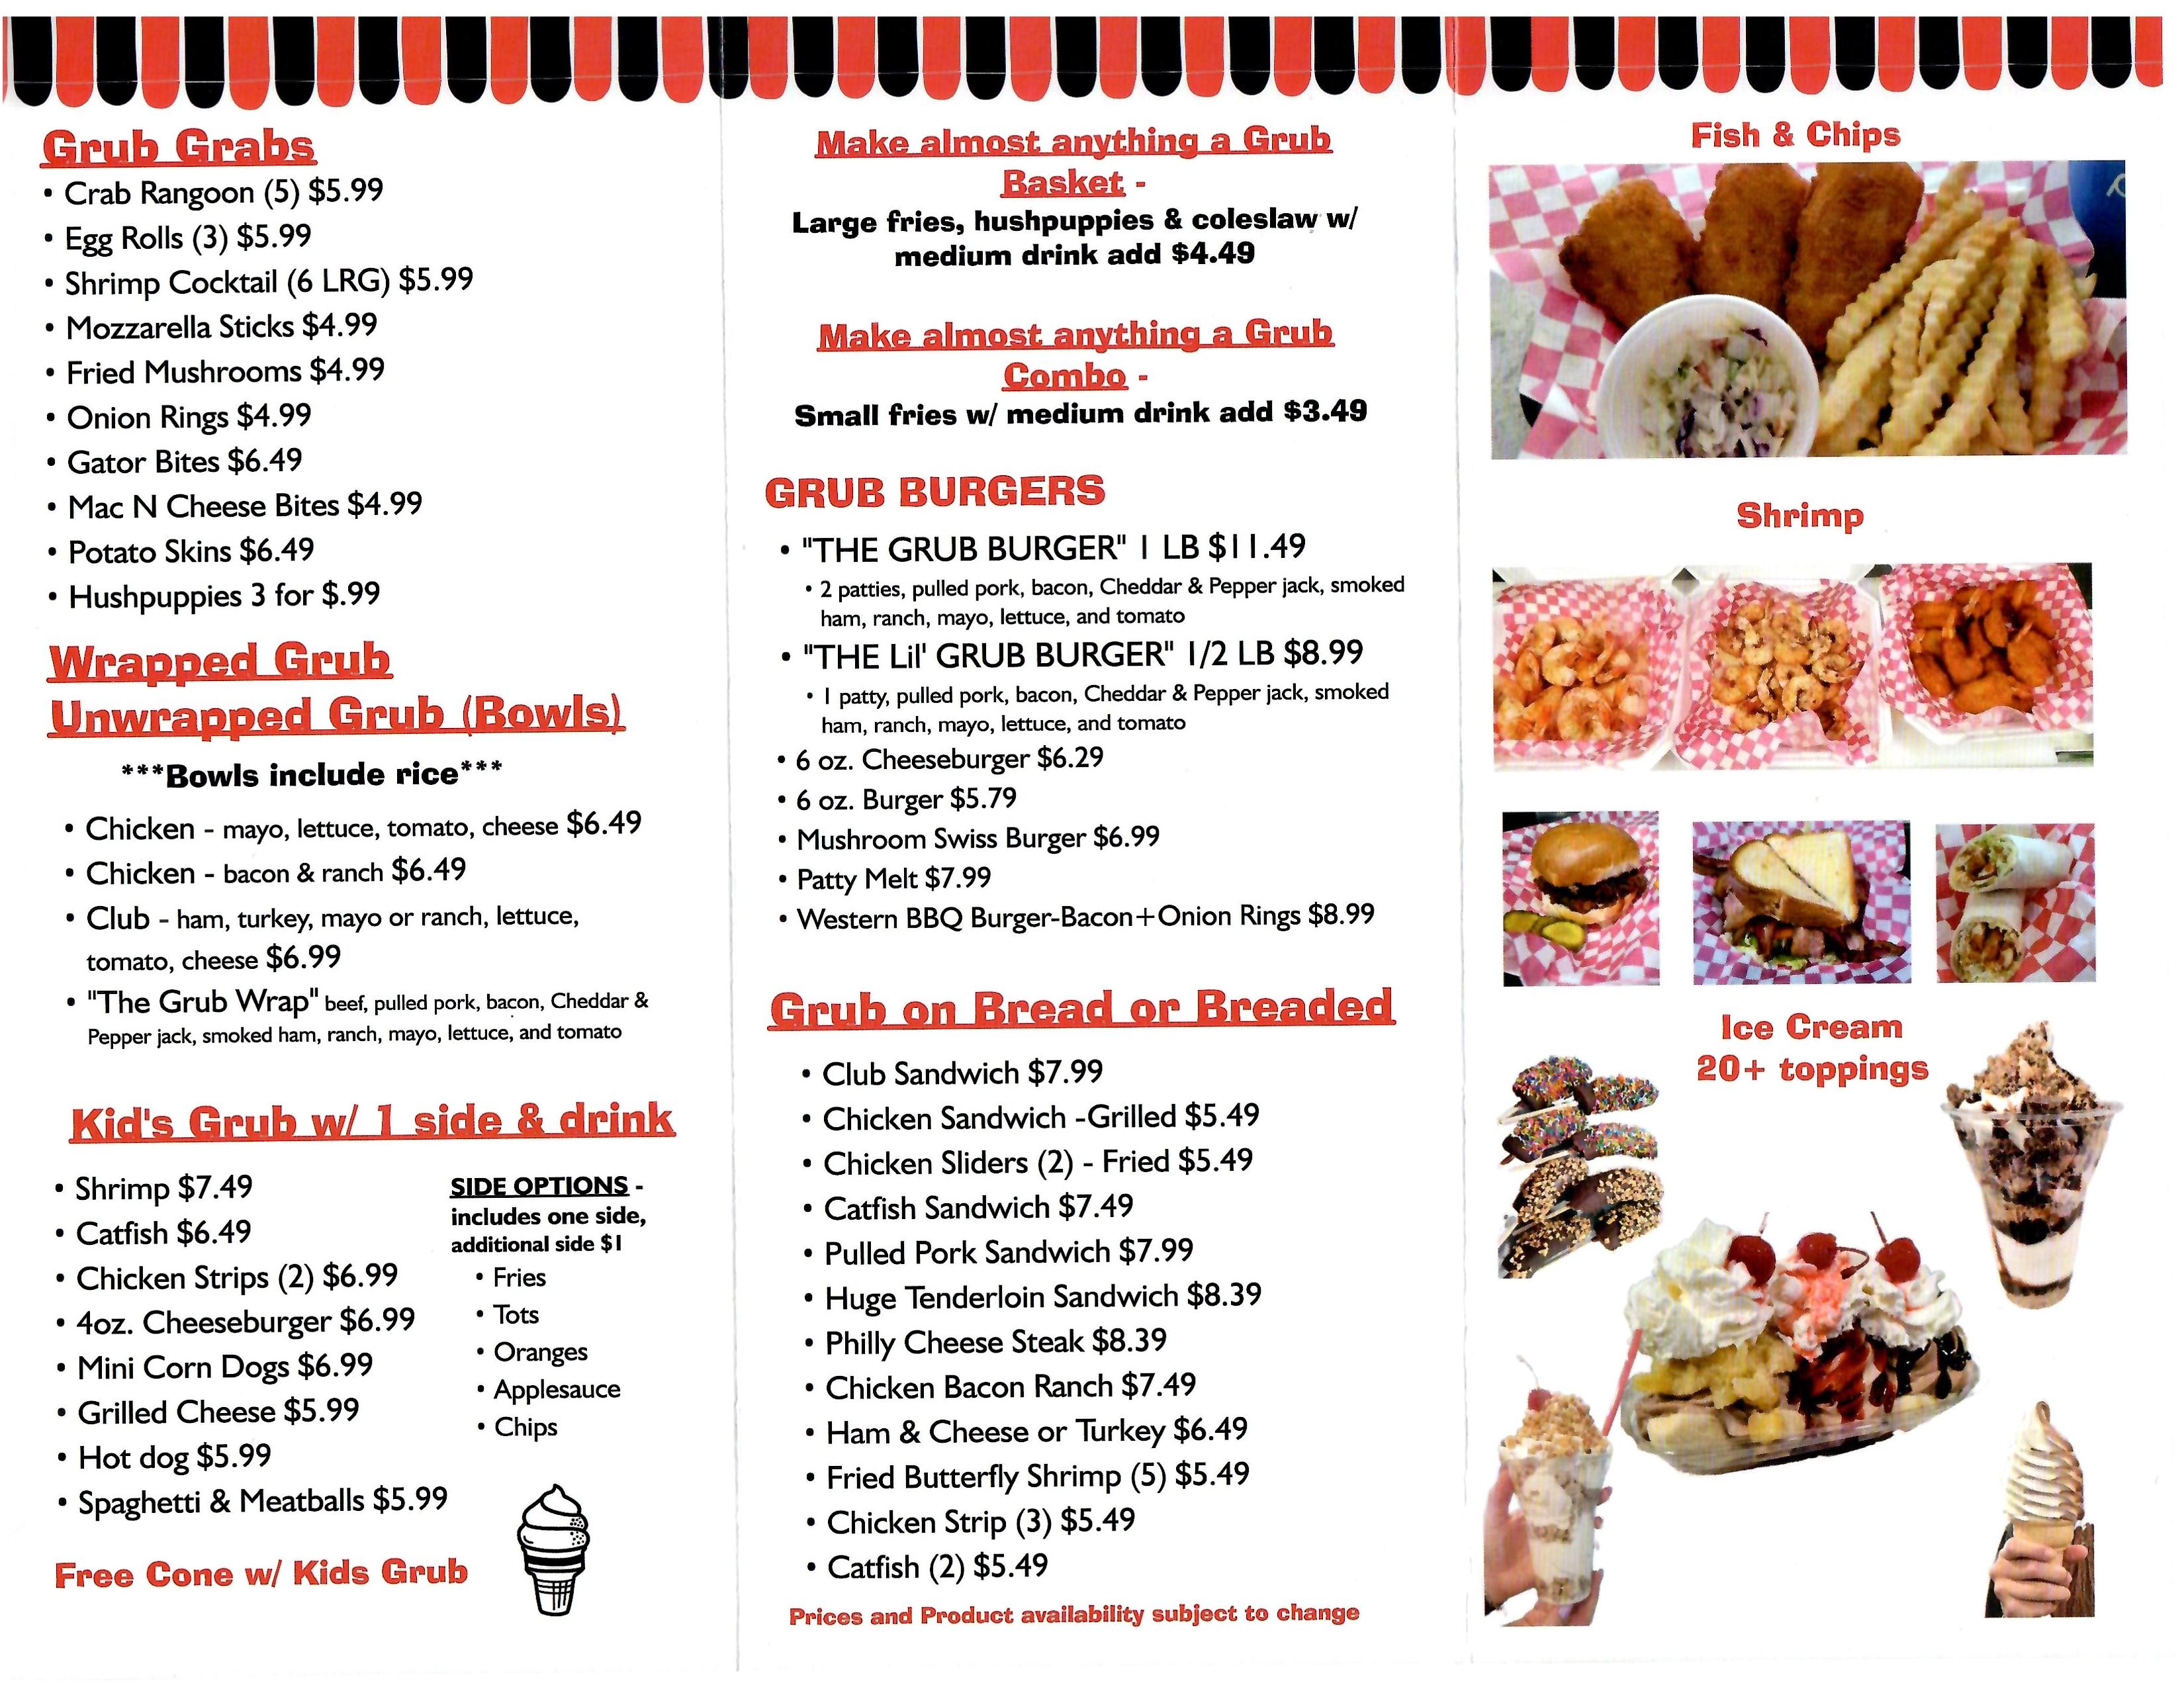 Grub Grabs
• Crab Rangoon (5) $5.99
• Egg Rolls (3) $5.99
• Shrimp Cocktail (6 LRG) $5.99
• Mozzarella Sticks $4.99
• Fried Mushrooms $4.99
• Onion Rings $4.99
• Gator Bites $6.49
• Mac N Cheese Bites $4.99
• Potato Skins $6.49
• Hushpuppies 3 for $.99
Wrapped Grub
Unwrapped Grub (Bowls)
***Bowls include rice***
• Chicken - mayo, lettuce, tomato, cheese $6.49
• Chicken - bacon & ranch $6.49
• Club - ham, turkey, mayo or ranch, lettuce,
tomato, cheese $6.99
• "The Grub Wrap" beef, pulled pork, bacon, Cheddar &
Pepper jack, smoked ham, ranch, mayo, lettuce, and tomato
Kid's Grub w/ 1 side & drink
• Shrimp $7.49
• Catfish $6.49
• Chicken Strips (2) $6.99
• 4oz. Cheeseburger $6.99
• Mini Corn Dogs $6.99
• Grilled Cheese $5.99
• Hot dog $5.99
• Spaghetti & Meatballs $5.99
SIDE OPTIONS -
includes one side,
additional side $1
• Fries
• Tots
• Oranges
• Applesauce
• Chips
Free Cone w/ Kids Grub
Make almost anything a Grub
Basket -
Large fries, hushpuppies & coleslaw w/
medium drink add $4.49
Make almost anything a Grub
Combo -
Small fries w/ medium drink add $3.49
GRUB BURGERS
• "THE GRUB BURGER" 1 LB $11.49
• 2 patties, pulled pork, bacon, Cheddar & Pepper jack, smoked
ham, ranch, mayo, lettuce, and tomato
• "THE Lil' GRUB BURGER" 1/2 LB $8.99
• 1 patty, pulled pork, bacon, Cheddar & Pepper jack, smoked
ham, ranch, mayo, lettuce, and tomato
• 6 oz. Cheeseburger $6.29
• 6 oz. Burger $5.79
• Mushroom Swiss Burger $6.99
• Patty Melt $7.99
• Western BBQ Burger-Bacon+Onion Rings $8.99
Grub on Bread or Breaded
• Club Sandwich $7.99
• Chicken Sandwich -Grilled $5.49
• Chicken Sliders (2) - Fried $5.49
• Catfish Sandwich $7.49
• Pulled Pork Sandwich $7.99
• Huge Tenderloin Sandwich $8.39
• Philly Cheese Steak $8.39
• Chicken Bacon Ranch $7.49
• Ham & Cheese or Turkey $6.49
• Fried Butterfly Shrimp (5) $5.49
• Chicken Strip (3) $5.49
• Catfish (2) $5.49
Prices and Product availability subject to change
Fish & Chips
Shrimp
Ice Cream
20+ toppings